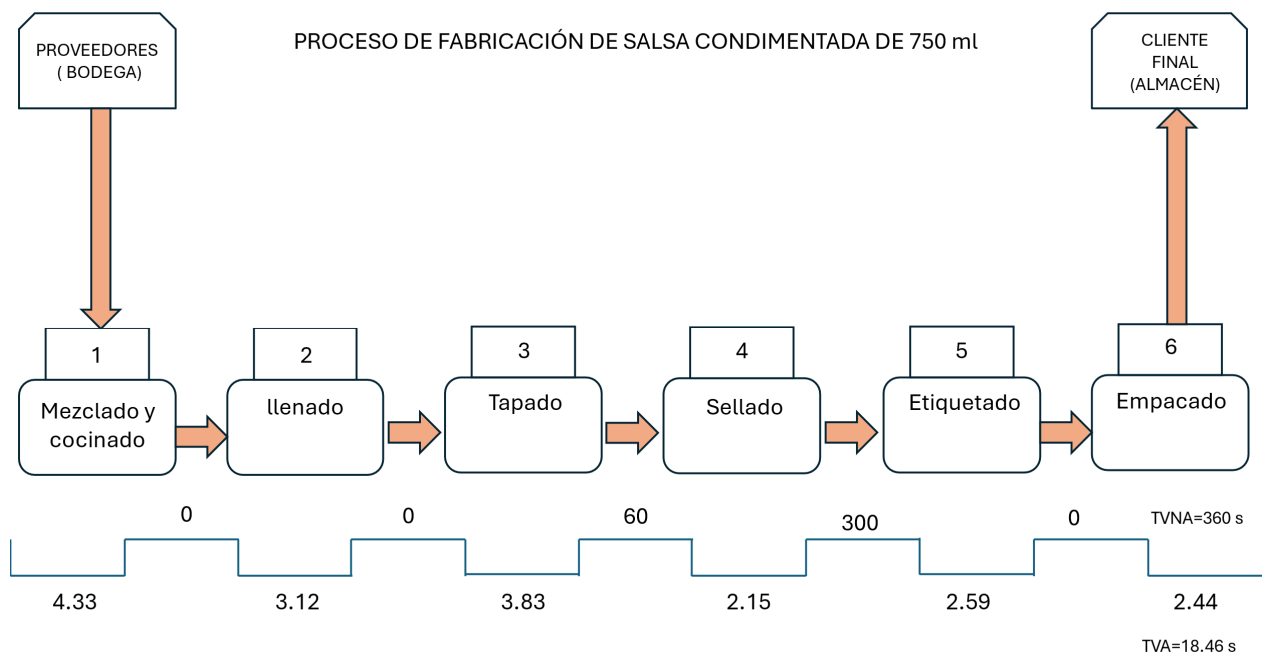 PROCESO DE FABRICACIÓN DE SALSA CONDIMENTADA DE 750 ml
PROVEEDORES
( BODEGA)
CLIENTE
FINAL
(ALMACÉN)
1
Mezclado y
cocinado
2
llenado
3
Tapado
4
Sellado
5
Etiquetado
6
Empacado
0
0
60
300
0
TVNA=360 s
4.33
3.12
3.83
2.15
2.59
2.44
TVA=18.46 s